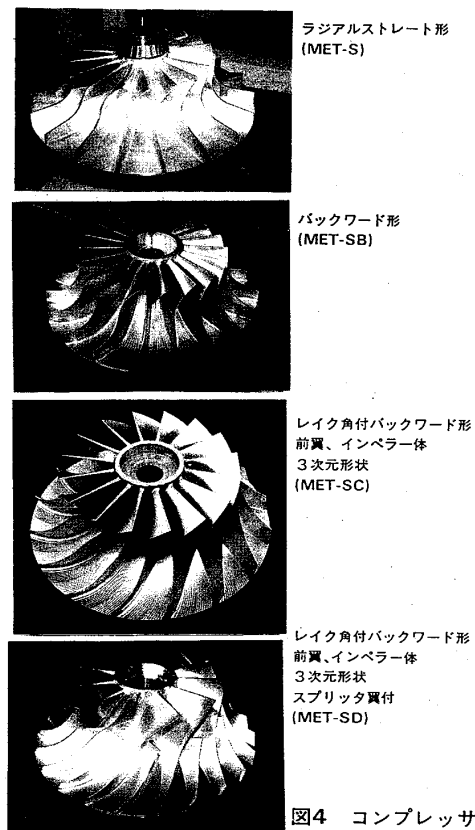 ラジアルストレート形
(MET-S)
バックワード形
(MET-SB)
レイク角付バックワード形
前翼、インペラ一体
3次元形状
(MET-SC)
レイク角付バックワード形
前翼、インペラ一体
3次元形状
スプリッタ翼付
(MET-SD)
図4 コンプレッサ